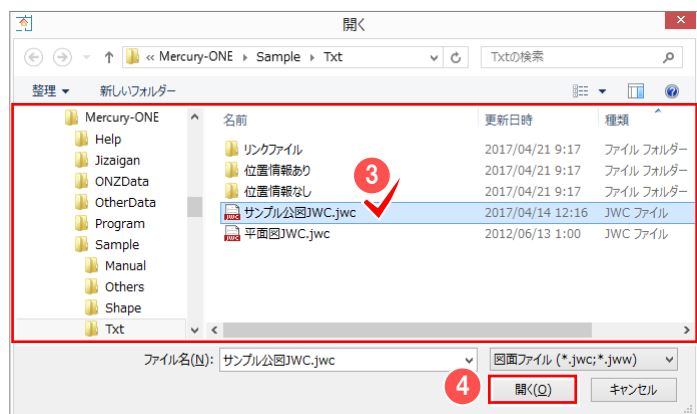 開く
« Mercury-ONE Sample Txt Txtの検索
整理 新しいフォルダー
Mercury-ONE
Help
Jizaigan
ONZData
OtherData
Program
Sample
Manual
Others
Shape
Txt
名前 更新日時 種類
リンクファイル 2017/04/21 9:17 ファイル フォルダー
位置情報あり 2017/04/21 9:17 ファイル フォルダー
位置情報なし 2017/04/21 9:17 ファイル フォルダー
サンプル公図JWC.jwc 2017/04/14 12:16 JWC ファイル
平面図JWC.jwc 2012/06/13 1:00 JWC ファイル
3
ファイル名(N): サンプル公図JWC.jwc 図面ファイル (*.jwc;*.jww)
4 開く(O) キャンセル